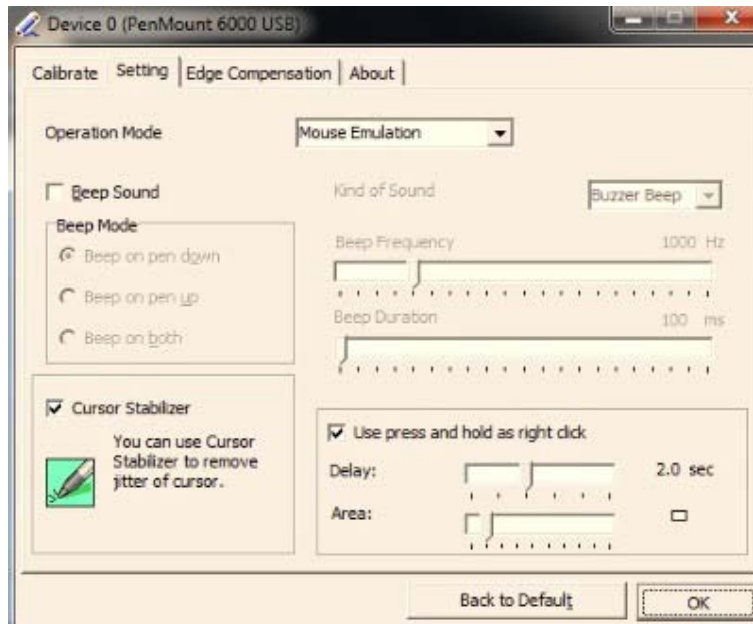 Device 0 (PenMount 6000 USB)
Calibrate Setting Edge Compensation About
Operation Mode Mouse Emulation
Beep Sound Kind of Sound Buzzer Beep
Beep Mode
Beep on pen down Beep Frequency 1000 Hz
Beep on pen up
Beep Duration 100 ms
Beep on both
Cursor Stabilizer
You can use Cursor
Stabilizer to remove
jitter of cursor.
Use press and hold as right click
Delay: 2.0 sec
Area:
Back to Default OK